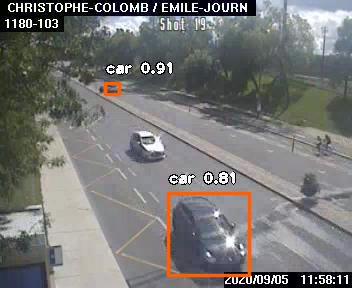 CHRISTOPHE-COLOMB / EMILE-JOURN
1180-103
Shot 19
car 0.91
car 0.81
2020/09/05 11:58:11